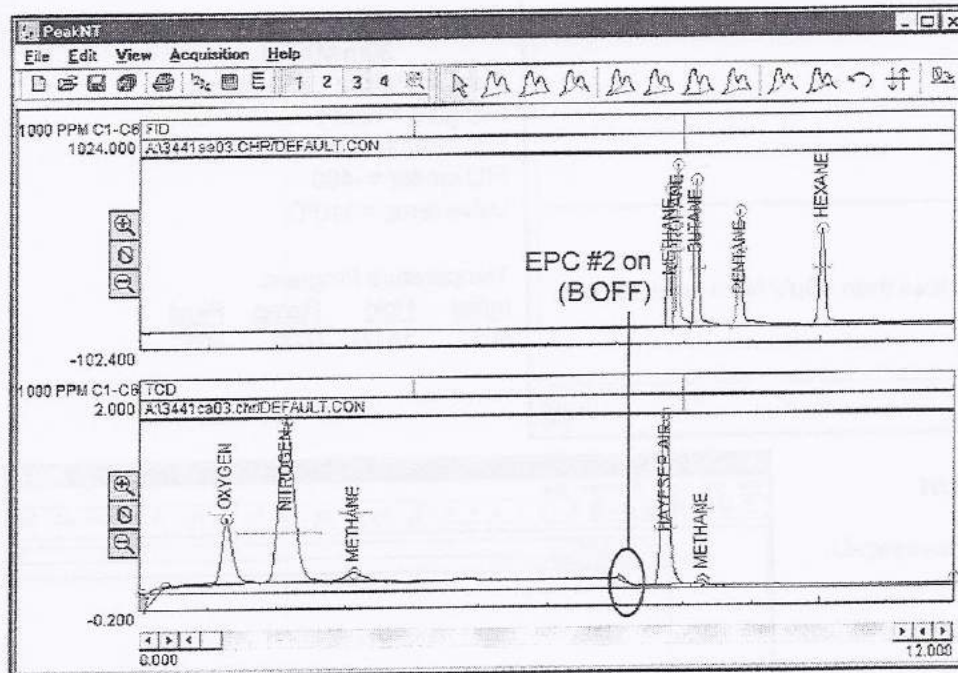 PeakNT
File Edit View Acquisition Help
1 2 3 4
1000 PPM C1-C6 FID
1024.000 A:\3441sa03.CHR/DEFAULT.CON
EPC #2 on
(B OFF)
BUTANE
PENTANE
HEXANE
-102.400
1000 PPM C1-C6 TCD
2.000 A:\3441ca03.chr/DEFAULT.CON
OXYGEN
NITROGEN
METHANE
HAYESEP AIR
METHANE
-0.200
0.000 12.000